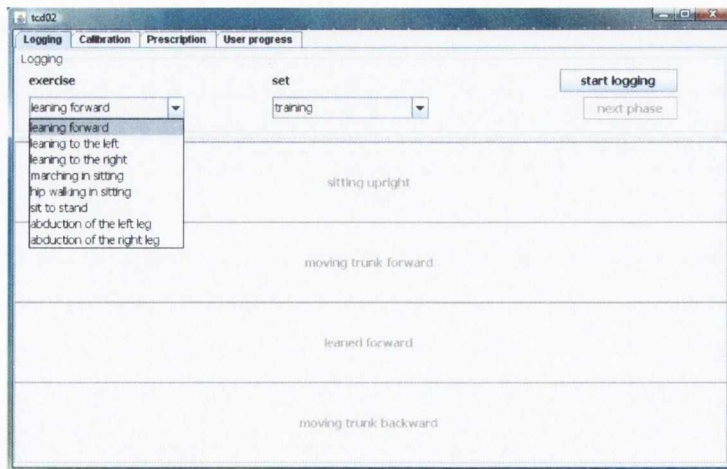 tcd02
Logging Calibration Prescription User progress
Logging
exercise set start logging
leaning forward training next phase
leaning forward
leaning to the left
leaning to the right
marching in sitting
hip walking in sitting
sit to stand
abduction of the left leg
abduction of the right leg
sitting upright
moving trunk forward
leaned forward
moving trunk backward